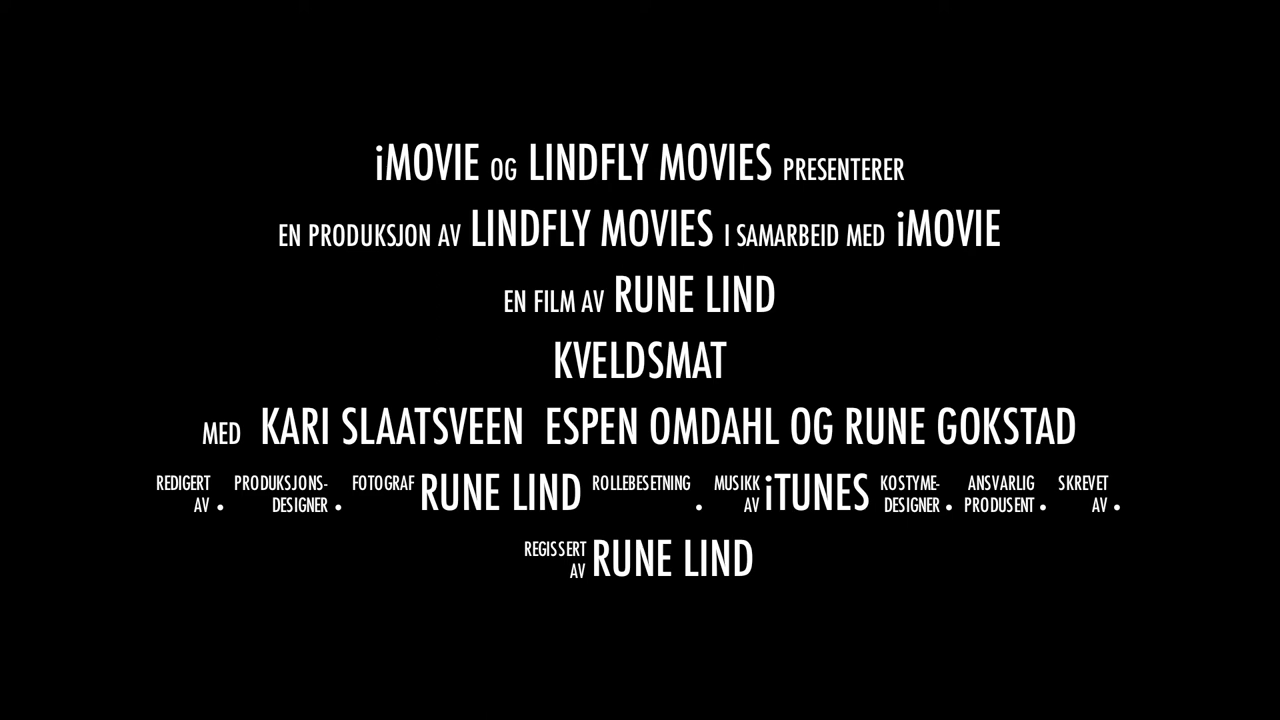 iMOVIE OG LINDFLY MOVIES PRESENTERER
EN PRODUKSJON AV LINDFLY MOVIES I SAMARBEID MED iMOVIE
EN FILM AV RUNE LIND
KVELDSMAT
MED KARI SLAATSVEEN ESPEN OMDAHL OG RUNE GOKSTAD
REDIGERT AV . PRODUKSJONS-DESIGNER . FOTOGRAF RUNE LIND ROLLEBESETNING . MUSIKK AV iTUNES KOSTYME-DESIGNER . ANSVARLIG PRODUSENT . SKREVET AV .
REGISSERT AV RUNE LIND